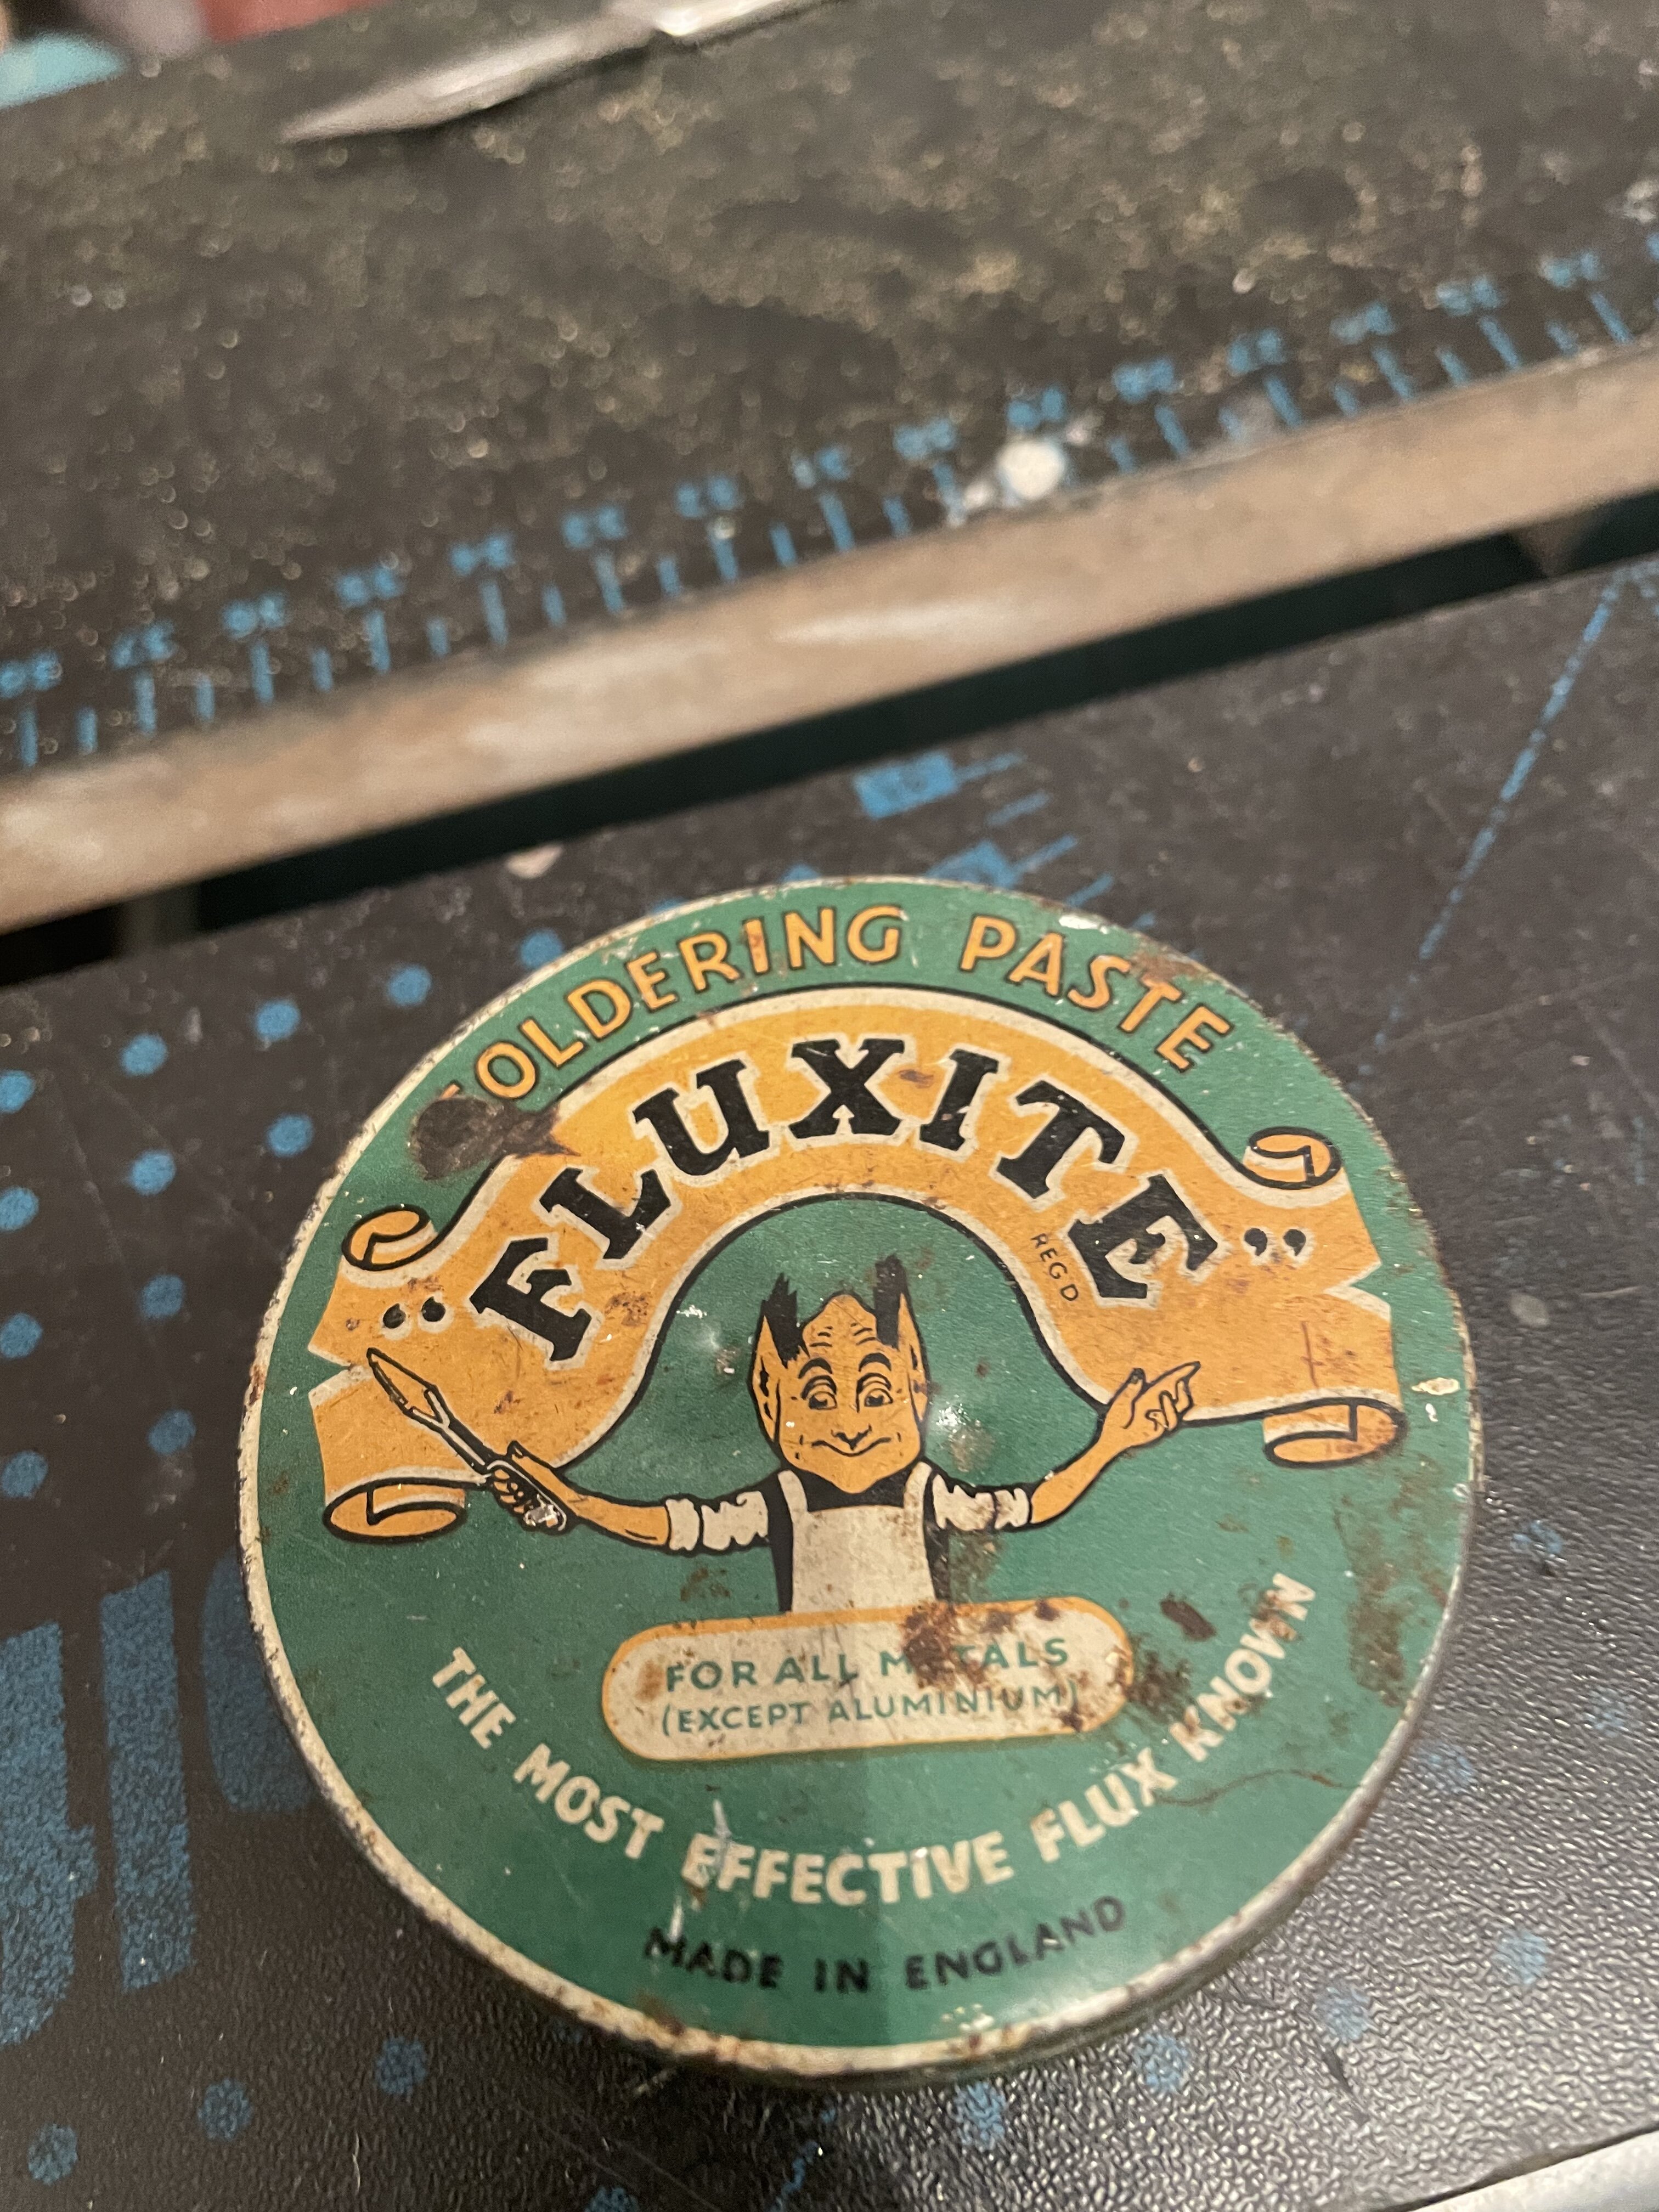 SOLDERING PASTE
"FLUXITE"
REGD
FOR ALL METALS
(EXCEPT ALUMINIUM)
THE MOST EFFECTIVE FLUX KNOWN
MADE IN ENGLAND